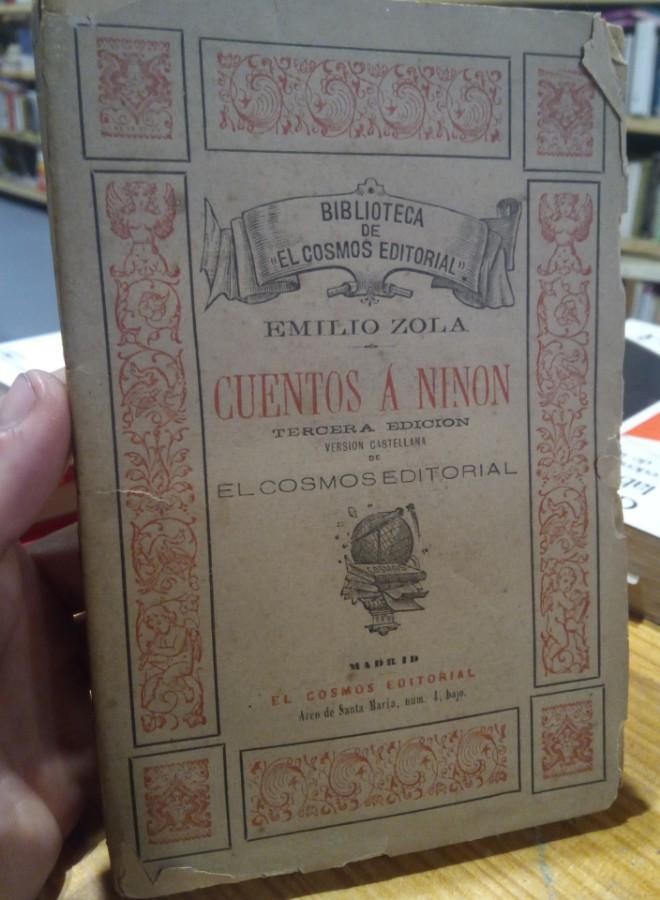 BIBLIOTECA
DE
"EL COSMOS EDITORIAL"
EMILIO ZOLA
CUENTOS Á NINON
TERCERA EDICION
VERSION CASTELLANA
DE
EL COSMOS EDITORIAL
COSMOS
MADRID
EL COSMOS EDITORIAL
Arco de Santa María, núm. 4, bajo.